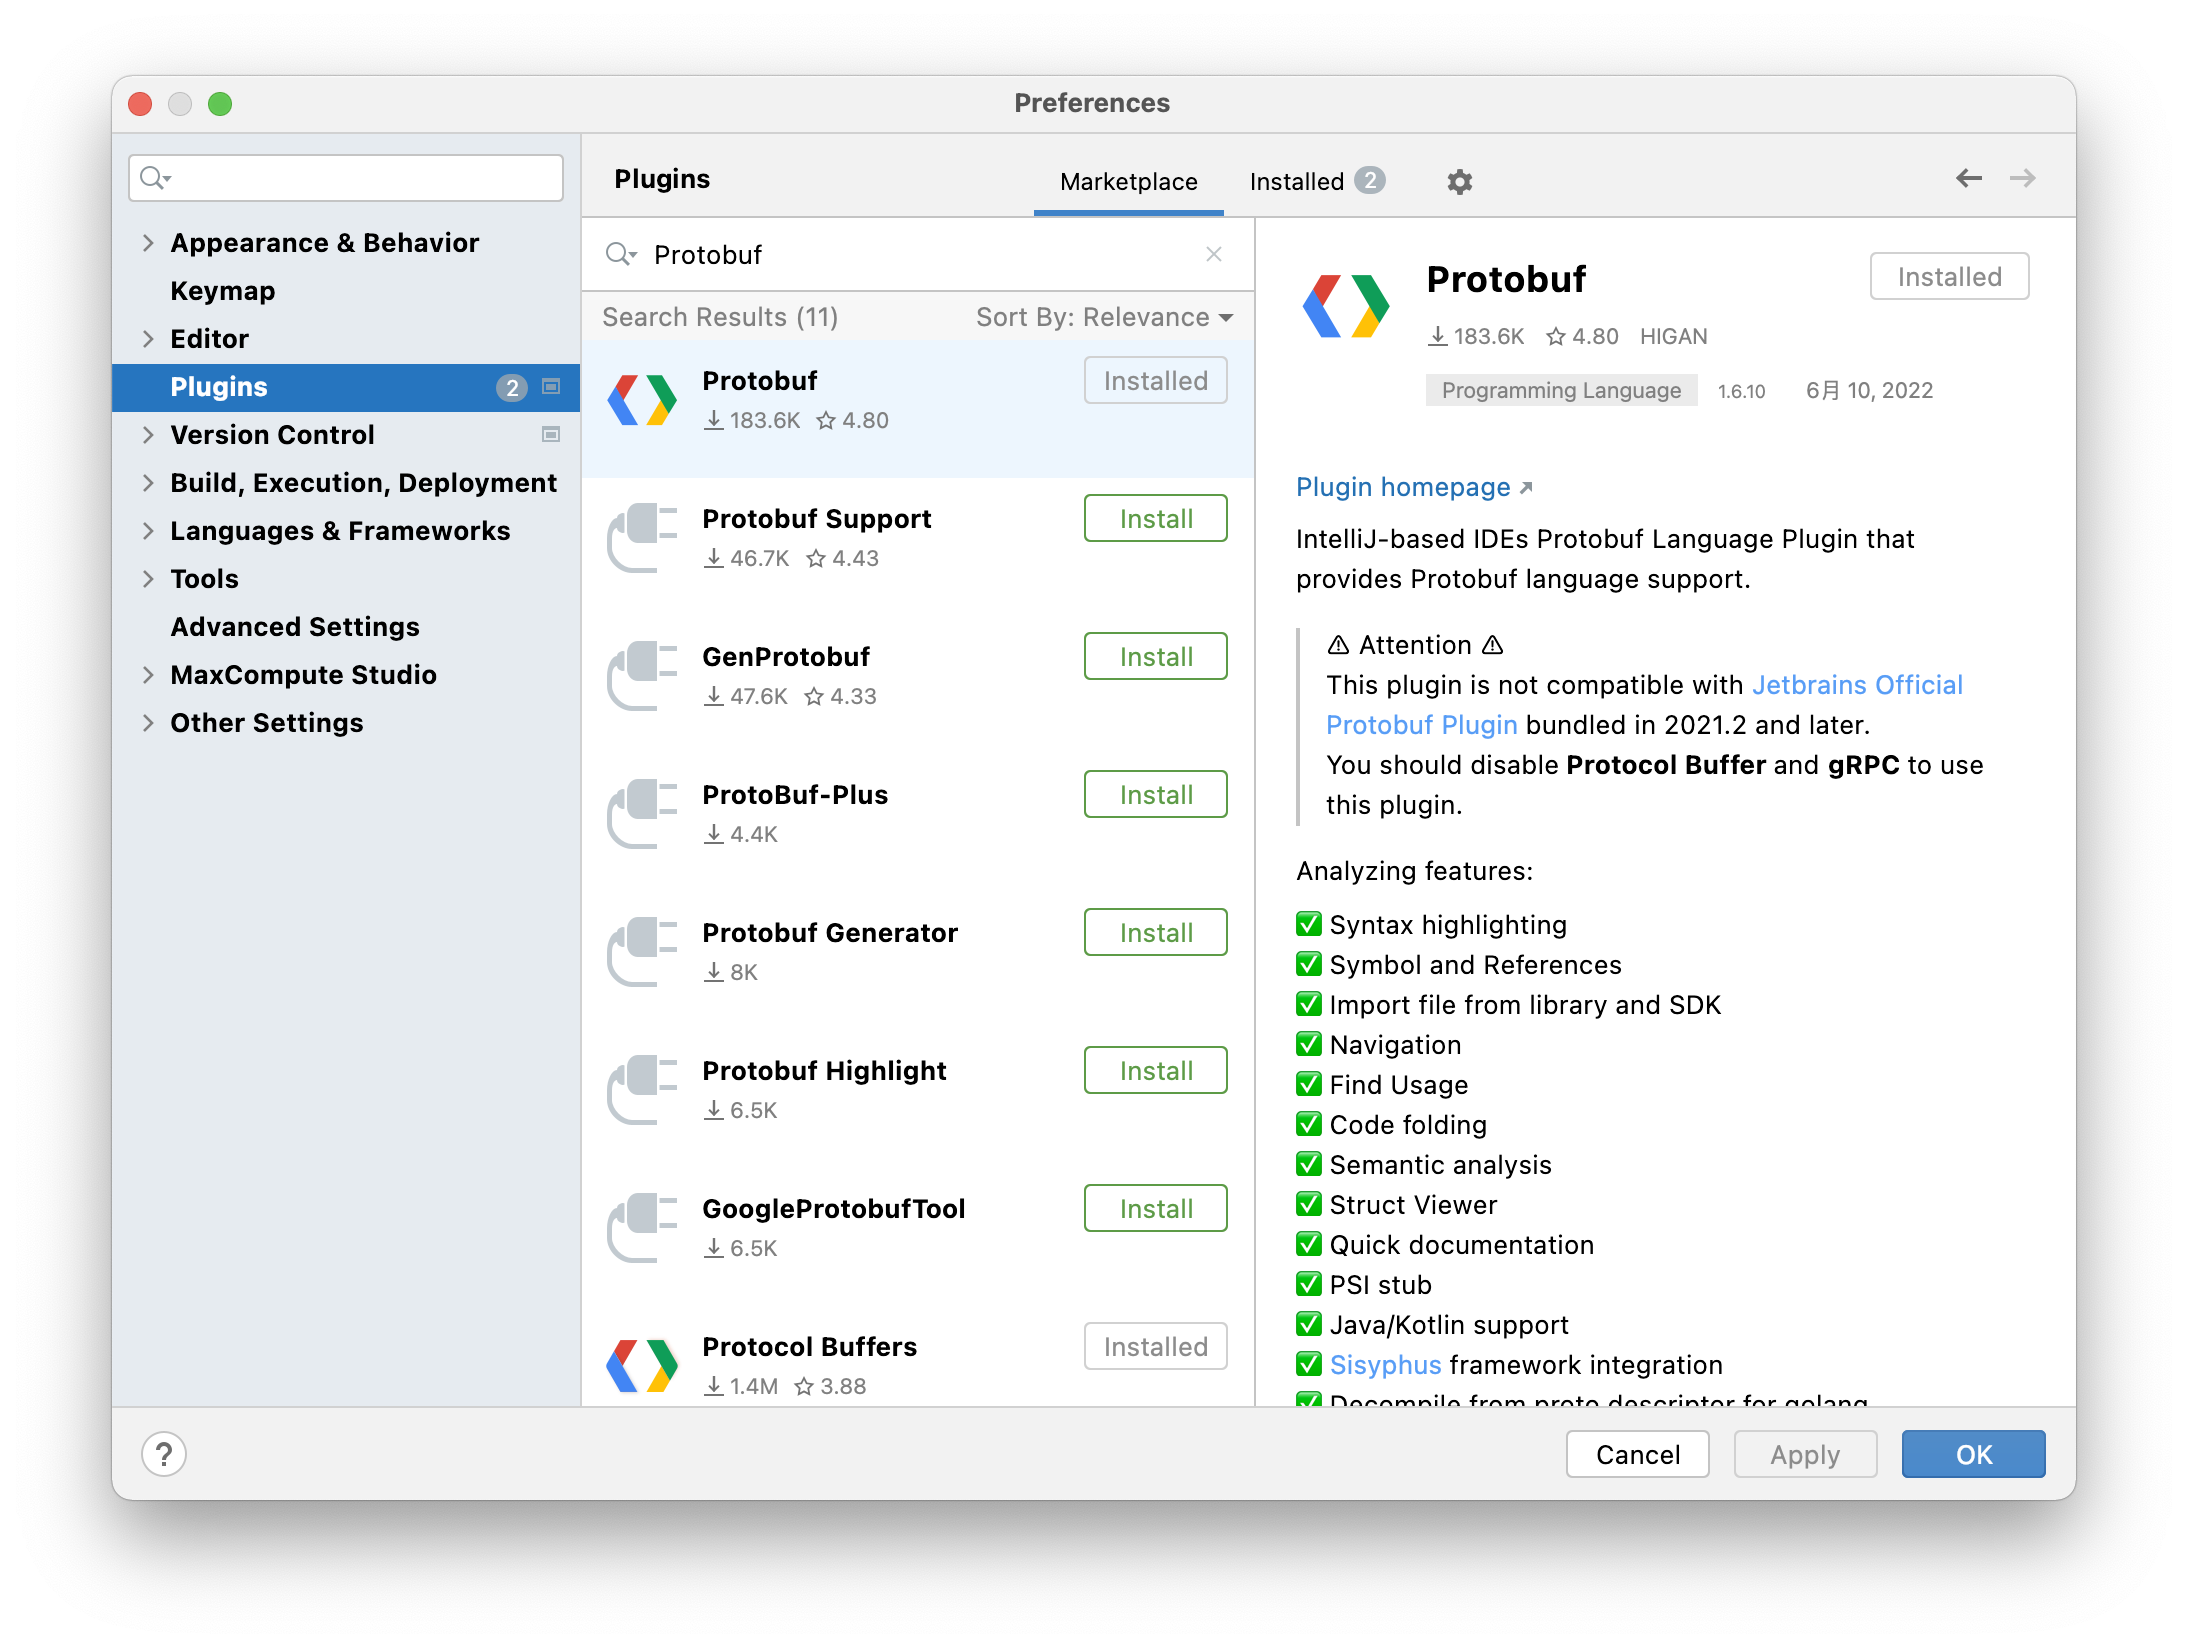 Preferences
Appearance & Behavior
Keymap
Editor
Plugins 2
Version Control
Build, Execution, Deployment
Languages & Frameworks
Tools
Advanced Settings
MaxCompute Studio
Other Settings
Plugins
Marketplace
Installed 2
Protobuf
Search Results (11)
Sort By: Relevance
Protobuf
Installed
183.6K 4.80
Protobuf Support
Install
46.7K 4.43
GenProtobuf
Install
47.6K 4.33
ProtoBuf-Plus
Install
4.4K
Protobuf Generator
Install
8K
Protobuf Highlight
Install
6.5K
GoogleProtobufTool
Install
6.5K
Protocol Buffers
Installed
1.4M 3.88
Protobuf
Installed
183.6K 4.80 HIGAN
Programming Language 1.6.10 6月 10, 2022
Plugin homepage
IntelliJ-based IDEs Protobuf Language Plugin that
provides Protobuf language support.
⚠ Attention ⚠
This plugin is not compatible with Jetbrains Official
Protobuf Plugin bundled in 2021.2 and later.
You should disable Protocol Buffer and gRPC to use
this plugin.
Analyzing features:
✅ Syntax highlighting
✅ Symbol and References
✅ Import file from library and SDK
✅ Navigation
✅ Find Usage
✅ Code folding
✅ Semantic analysis
✅ Struct Viewer
✅ Quick documentation
✅ PSI stub
✅ Java/Kotlin support
✅ Sisyphus framework integration
✅ Decompile from proto descriptor for golang
?
Cancel
Apply
OK